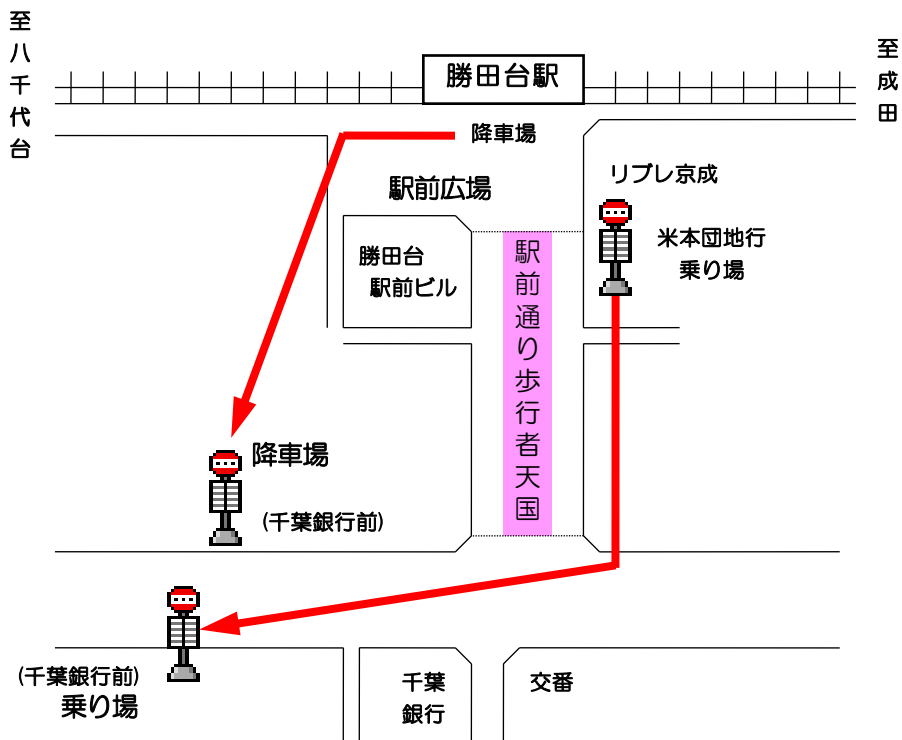 至八千代台
勝田台駅
至成田
降車場
リブレ京成
駅前広場
米本団地行
乗り場
勝田台
駅前ビル
駅前通り歩行者天国
降車場
(千葉銀行前)
(千葉銀行前)
乗り場
千葉
銀行
交番